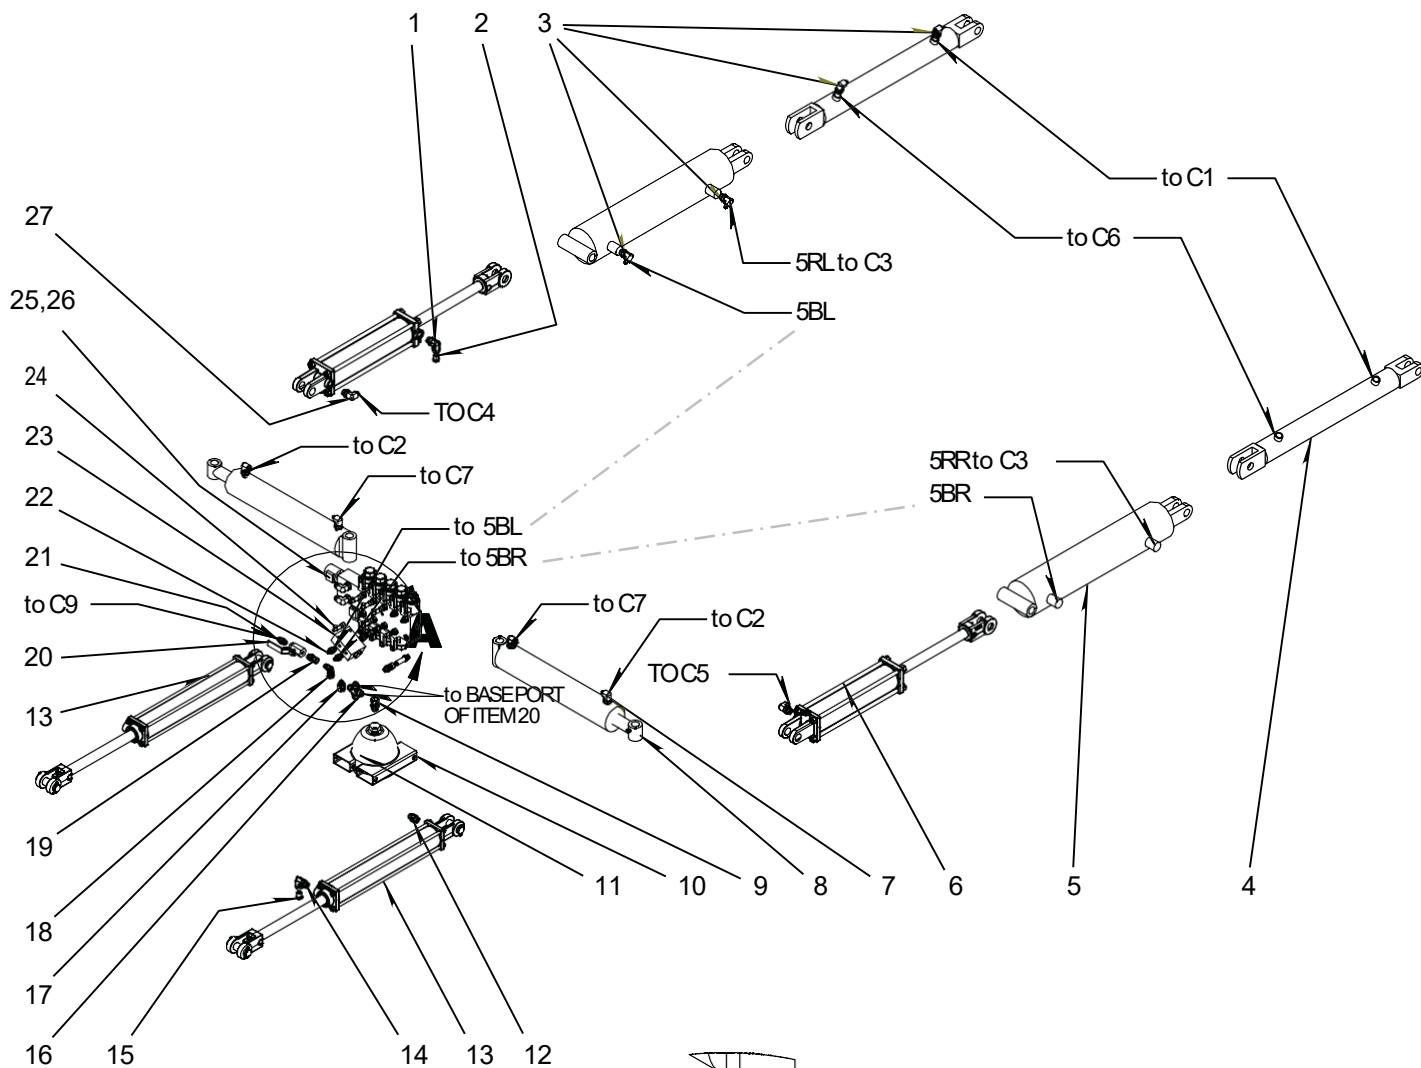 1
2
3
to C1
27
to C6
5RL to C3
25,26
5BL
24
TO C4
23
to C2
5RR to C3
to C7
5BR
22
to 5BL
21
to 5BR
to C9
to C7
A
to C2
20
TO C5
13
to BASE PORT
OF ITEM 20
19
11
10
9
8
7
6
5
4
18
17
16
15
14
13
12